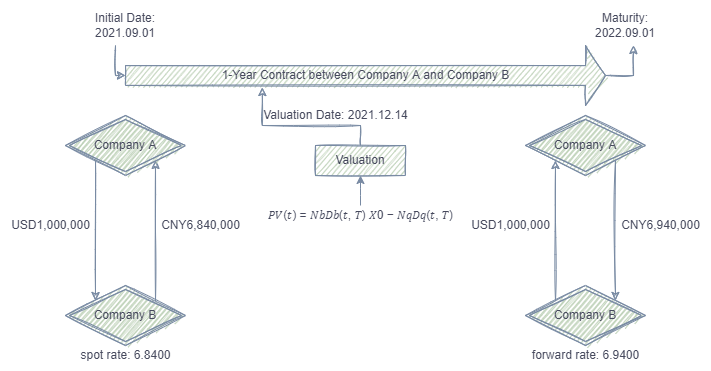 Initial Date:
2021.09.01
Maturity:
2022.09.01
1-Year Contract between Company A and Company B
Valuation Date: 2021.12.14
Company A
Valuation
Company A
PV(t) = NbDb(t, T) X0 − NqDq(t, T)
USD1,000,000
CNY6,840,000
USD1,000,000
CNY6,940,000
Company B
Company B
spot rate: 6.8400
forward rate: 6.9400